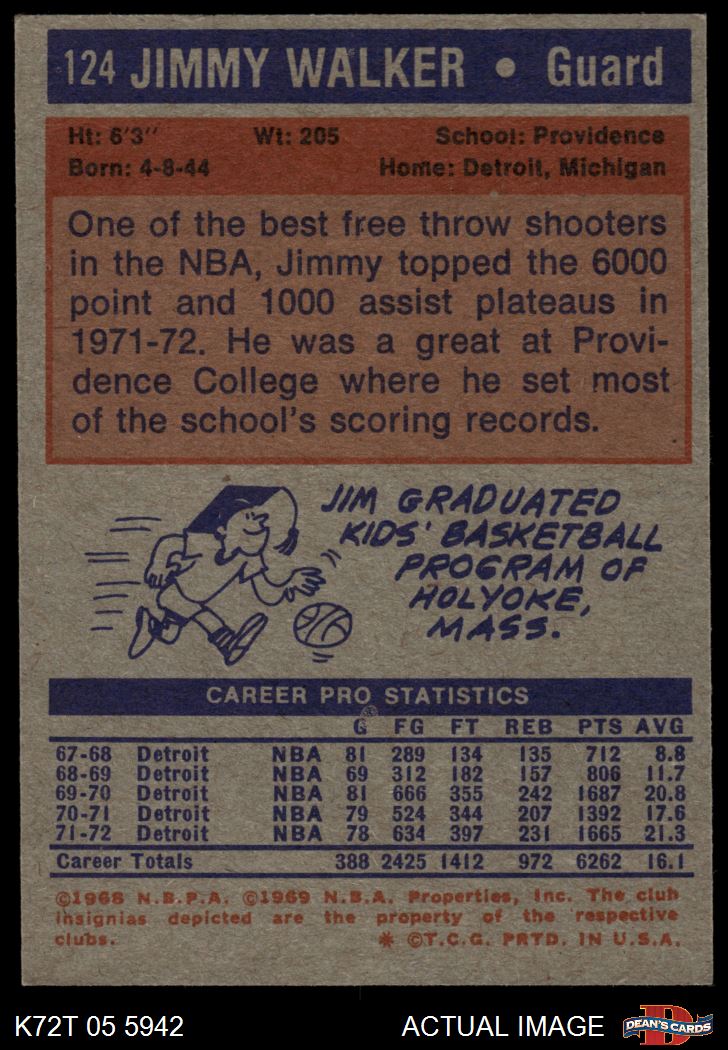 124 JIMMY WALKER • Guard
Ht: 6'3" Wt: 205 School: Providence
Born: 4-8-44 Home: Detroit, Michigan
One of the best free throw shooters
in the NBA, Jimmy topped the 6000
point and 1000 assist plateaus in
1971-72. He was a great at Provi-
dence College where he set most
of the school's scoring records.
JIM GRADUATED
KIDS' BASKETBALL
PROGRAM OF
HOLYOKE,
MASS.
CAREER PRO STATISTICS
G FG FT REB PTS AVG
67-68 Detroit NBA 81 289 134 135 712 8.8
68-69 Detroit NBA 69 312 182 157 806 11.7
69-70 Detroit NBA 81 666 355 242 1687 20.8
70-71 Detroit NBA 79 524 344 207 1392 17.6
71-72 Detroit NBA 78 634 397 231 1665 21.3
Career Totals 388 2425 1412 972 6262 16.1
©1968 N.B.P.A. ©1969 N.B.A. Properties, Inc. The club
insignias depicted are the property of the respective
clubs. * ©T.C.G. PRTD. IN U.S.A.
K72T 05 5942 ACTUAL IMAGE DEAN'S CARDS